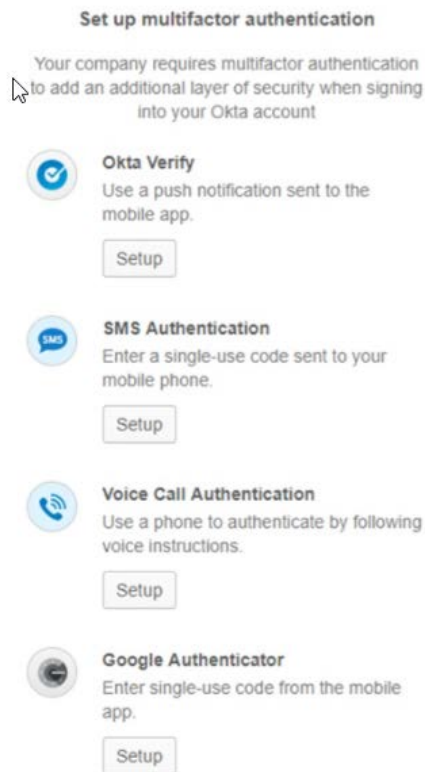 Set up multifactor authentication
Your company requires multifactor authentication
to add an additional layer of security when signing
into your Okta account
Okta Verify
Use a push notification sent to the
mobile app.
Setup
SMS
SMS Authentication
Enter a single-use code sent to your
mobile phone.
Setup
Voice Call Authentication
Use a phone to authenticate by following
voice instructions.
Setup
Google Authenticator
Enter single-use code from the mobile
app.
Setup